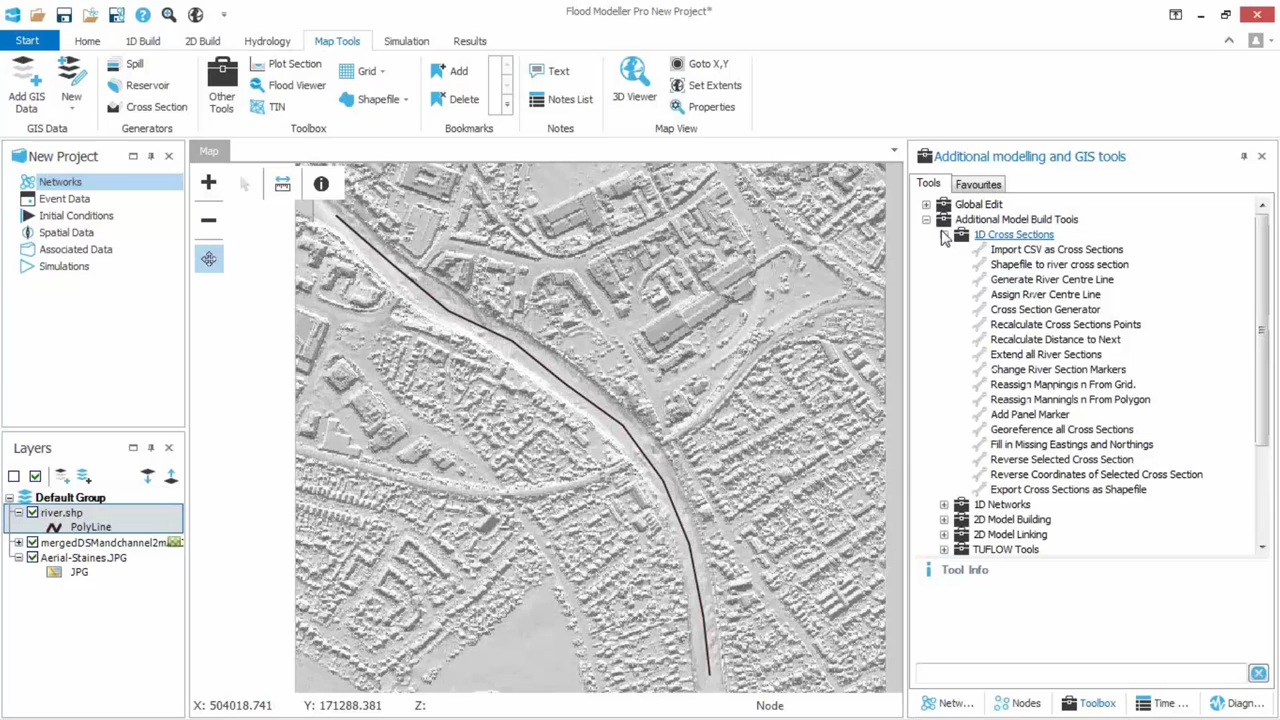 Flood Modeller Pro New Project*
Start Home 1D Build 2D Build Hydrology Map Tools Simulation Results
Add GIS Data
New
GIS Data
Spill
Reservoir
Cross Section
Generators
Other Tools
Plot Section
Flood Viewer
TIN
Grid
Shapefile
Toolbox
Add
Delete
Bookmarks
Text
Notes List
Notes
3D Viewer
Goto X,Y
Set Extents
Properties
Map View
New Project
Networks
Event Data
Initial Conditions
Spatial Data
Associated Data
Simulations
Layers
Default Group
river.shp
PolyLine
mergedDSMandchannel2m
Aerial-Staines.JPG
JPG
Map
X: 504018.741 Y: 171288.381 Z: Node
Additional modelling and GIS tools
Tools Favourites
Global Edit
Additional Model Build Tools
1D Cross Sections
Import CSV as Cross Sections
Shapefile to river cross section
Generate River Centre Line
Assign River Centre Line
Cross Section Generator
Recalculate Cross Sections Points
Recalculate Distance to Next
Extend all River Sections
Change River Section Markers
Reassign Mannings n From Grid.
Reassign Mannings n From Polygon
Add Panel Marker
Georeference all Cross Sections
Fill in Missing Eastings and Northings
Reverse Selected Cross Section
Reverse Coordinates of Selected Cross Section
Export Cross Sections as Shapefile
1D Networks
2D Model Building
2D Model Linking
TUFLOW Tools
Tool Info
Netw... Nodes Toolbox Time ... Diagn...